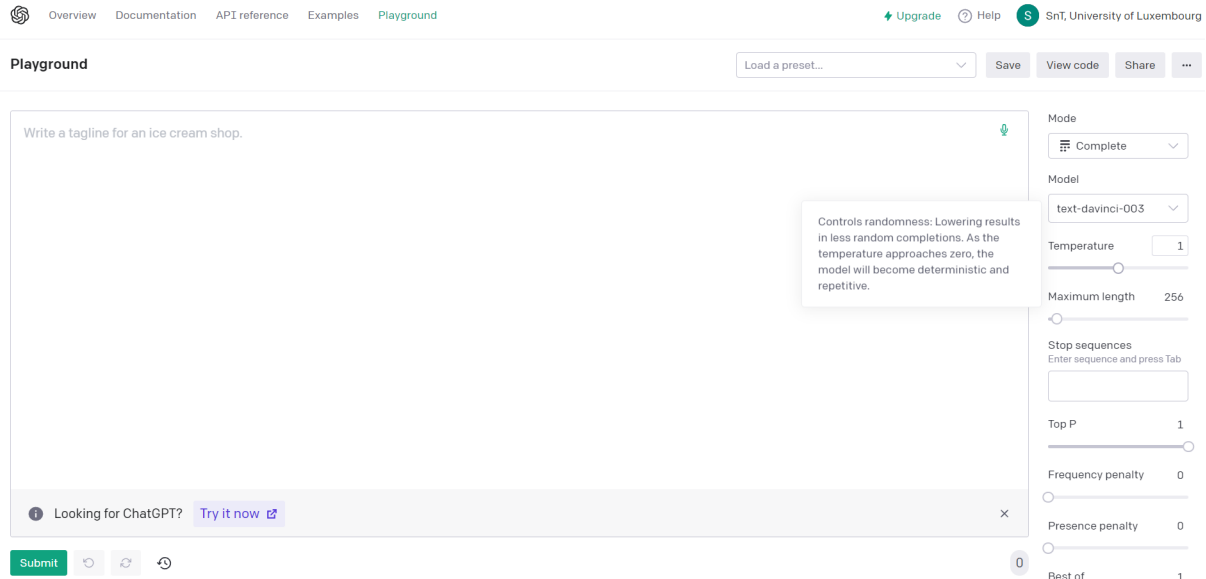 Overview Documentation API reference Examples Playground Upgrade Help S SnT, University of Luxembourg
Playground Load a preset... Save View code Share ...
Write a tagline for an ice cream shop.
Mode
Complete
Model
text-davinci-003
Controls randomness: Lowering results
in less random completions. As the
temperature approaches zero, the
model will become deterministic and
repetitive.
Temperature 1
Maximum length 256
Stop sequences
Enter sequence and press Tab
Top P 1
Frequency penalty 0
Looking for ChatGPT? Try it now
Presence penalty 0
Submit 0
Best of 1